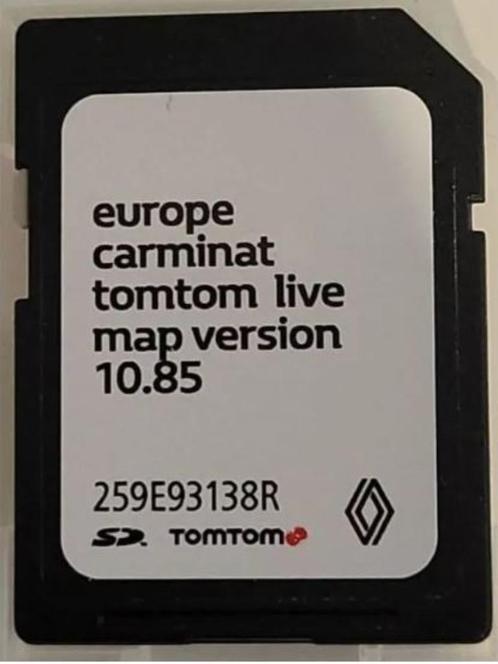 europe
carminat
tomtom live
map version
10.85
259E93138R
SD TOMTOM